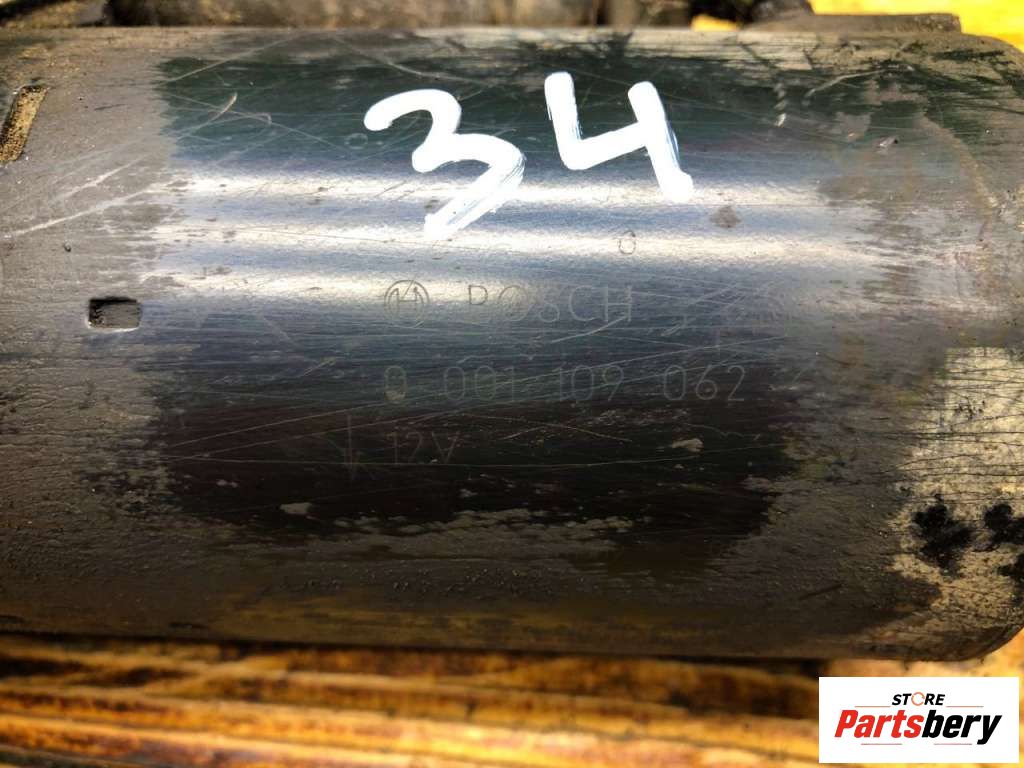 34
BOSCH
0 001 109 062
12V
STORE
Partsbery